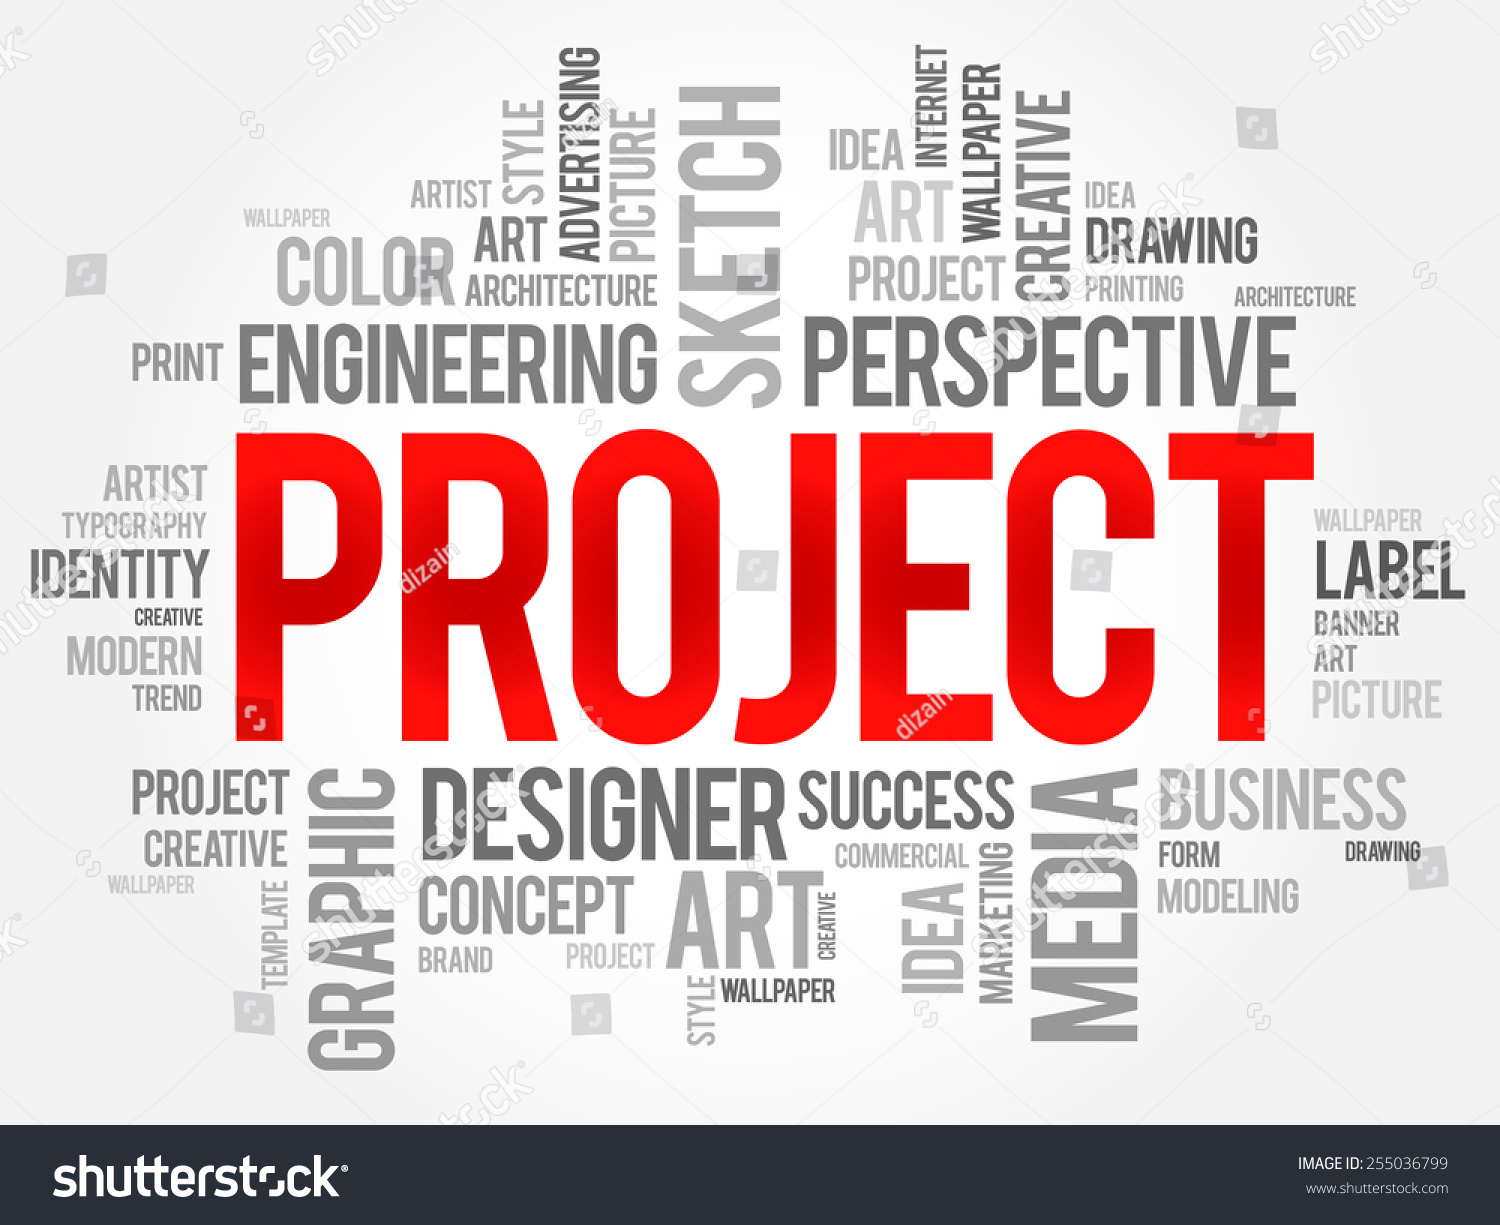 STYLE
ADVERTISING
PICTURE
SKETCH
IDEA
INTERNET
WALLPAPER
CREATIVE
ARTIST
WALLPAPER
ART
ART
IDEA
COLOR
DRAWING
ARCHITECTURE
PROJECT
PRINTING
ARCHITECTURE
PRINT
ENGINEERING
PERSPECTIVE
PROJECT
ARTIST
TYPOGRAPHY
IDENTITY
CREATIVE
MODERN
TREND
WALLPAPER
LABEL
BANNER
ART
PICTURE
PROJECT
CREATIVE
WALLPAPER
TEMPLATE
GRAPHIC
DESIGNER
CONCEPT
BRAND
PROJECT
ART
CREATIVE
STYLE
WALLPAPER
SUCCESS
COMMERCIAL
IDEA
MARKETING
MEDIA
BUSINESS
FORM
DRAWING
MODELING
dizain
dizain
shutterstock
IMAGE ID: 255036799
www.shutterstock.com